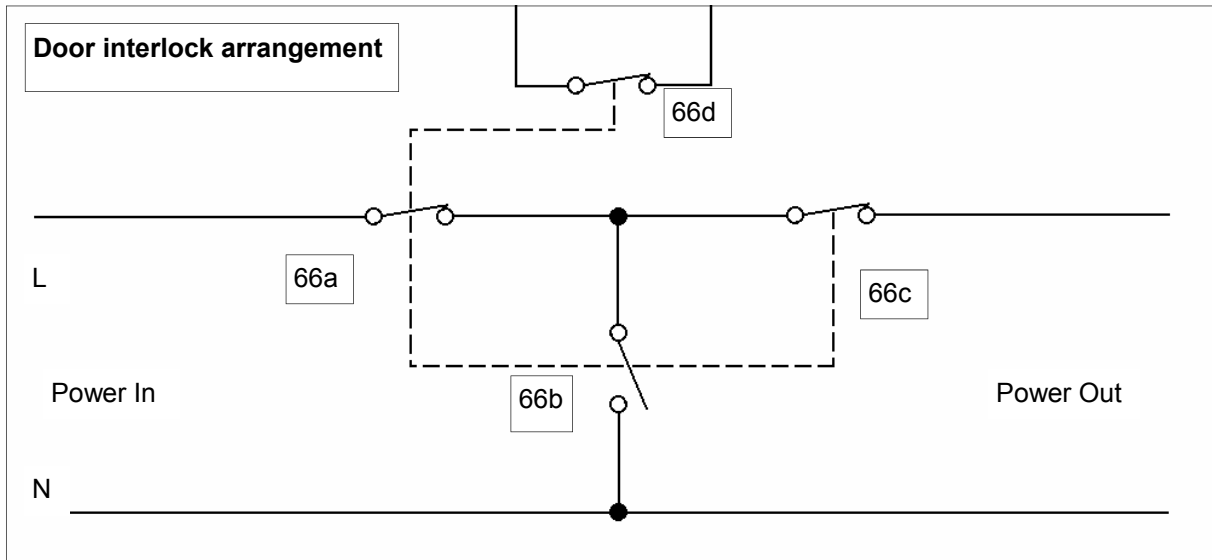 Door interlock arrangement
66d
66a
L
66c
Power In
66b
Power Out
N